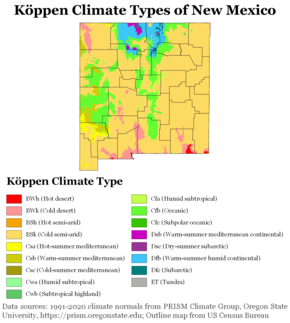 Köppen Climate Types of New Mexico
Köppen Climate Type
BWh (Hot desert)
BWk (Cold desert)
BSh (Hot semi-arid)
BSk (Cold semi-arid)
Csa (Hot-summer mediterranean)
Csb (Warm-summer mediterranean)
Csc (Cold-summer mediterranean)
Cwa (Humid subtropical)
Cwb (Subtropical highland)
Cfa (Humid subtropical)
Cfb (Oceanic)
Cfc (Subpolar oceanic)
Dsb (Warm-summer mediterranean continental)
Dsc (Dry-summer subarctic)
Dfb (Warm-summer humid continental)
Dfc (Subarctic)
ET (Tundra)
Data sources: 1991-2020 climate normals from PRISM Climate Group, Oregon State
University, https://prism.oregonstate.edu; Outline map from US Census Bureau